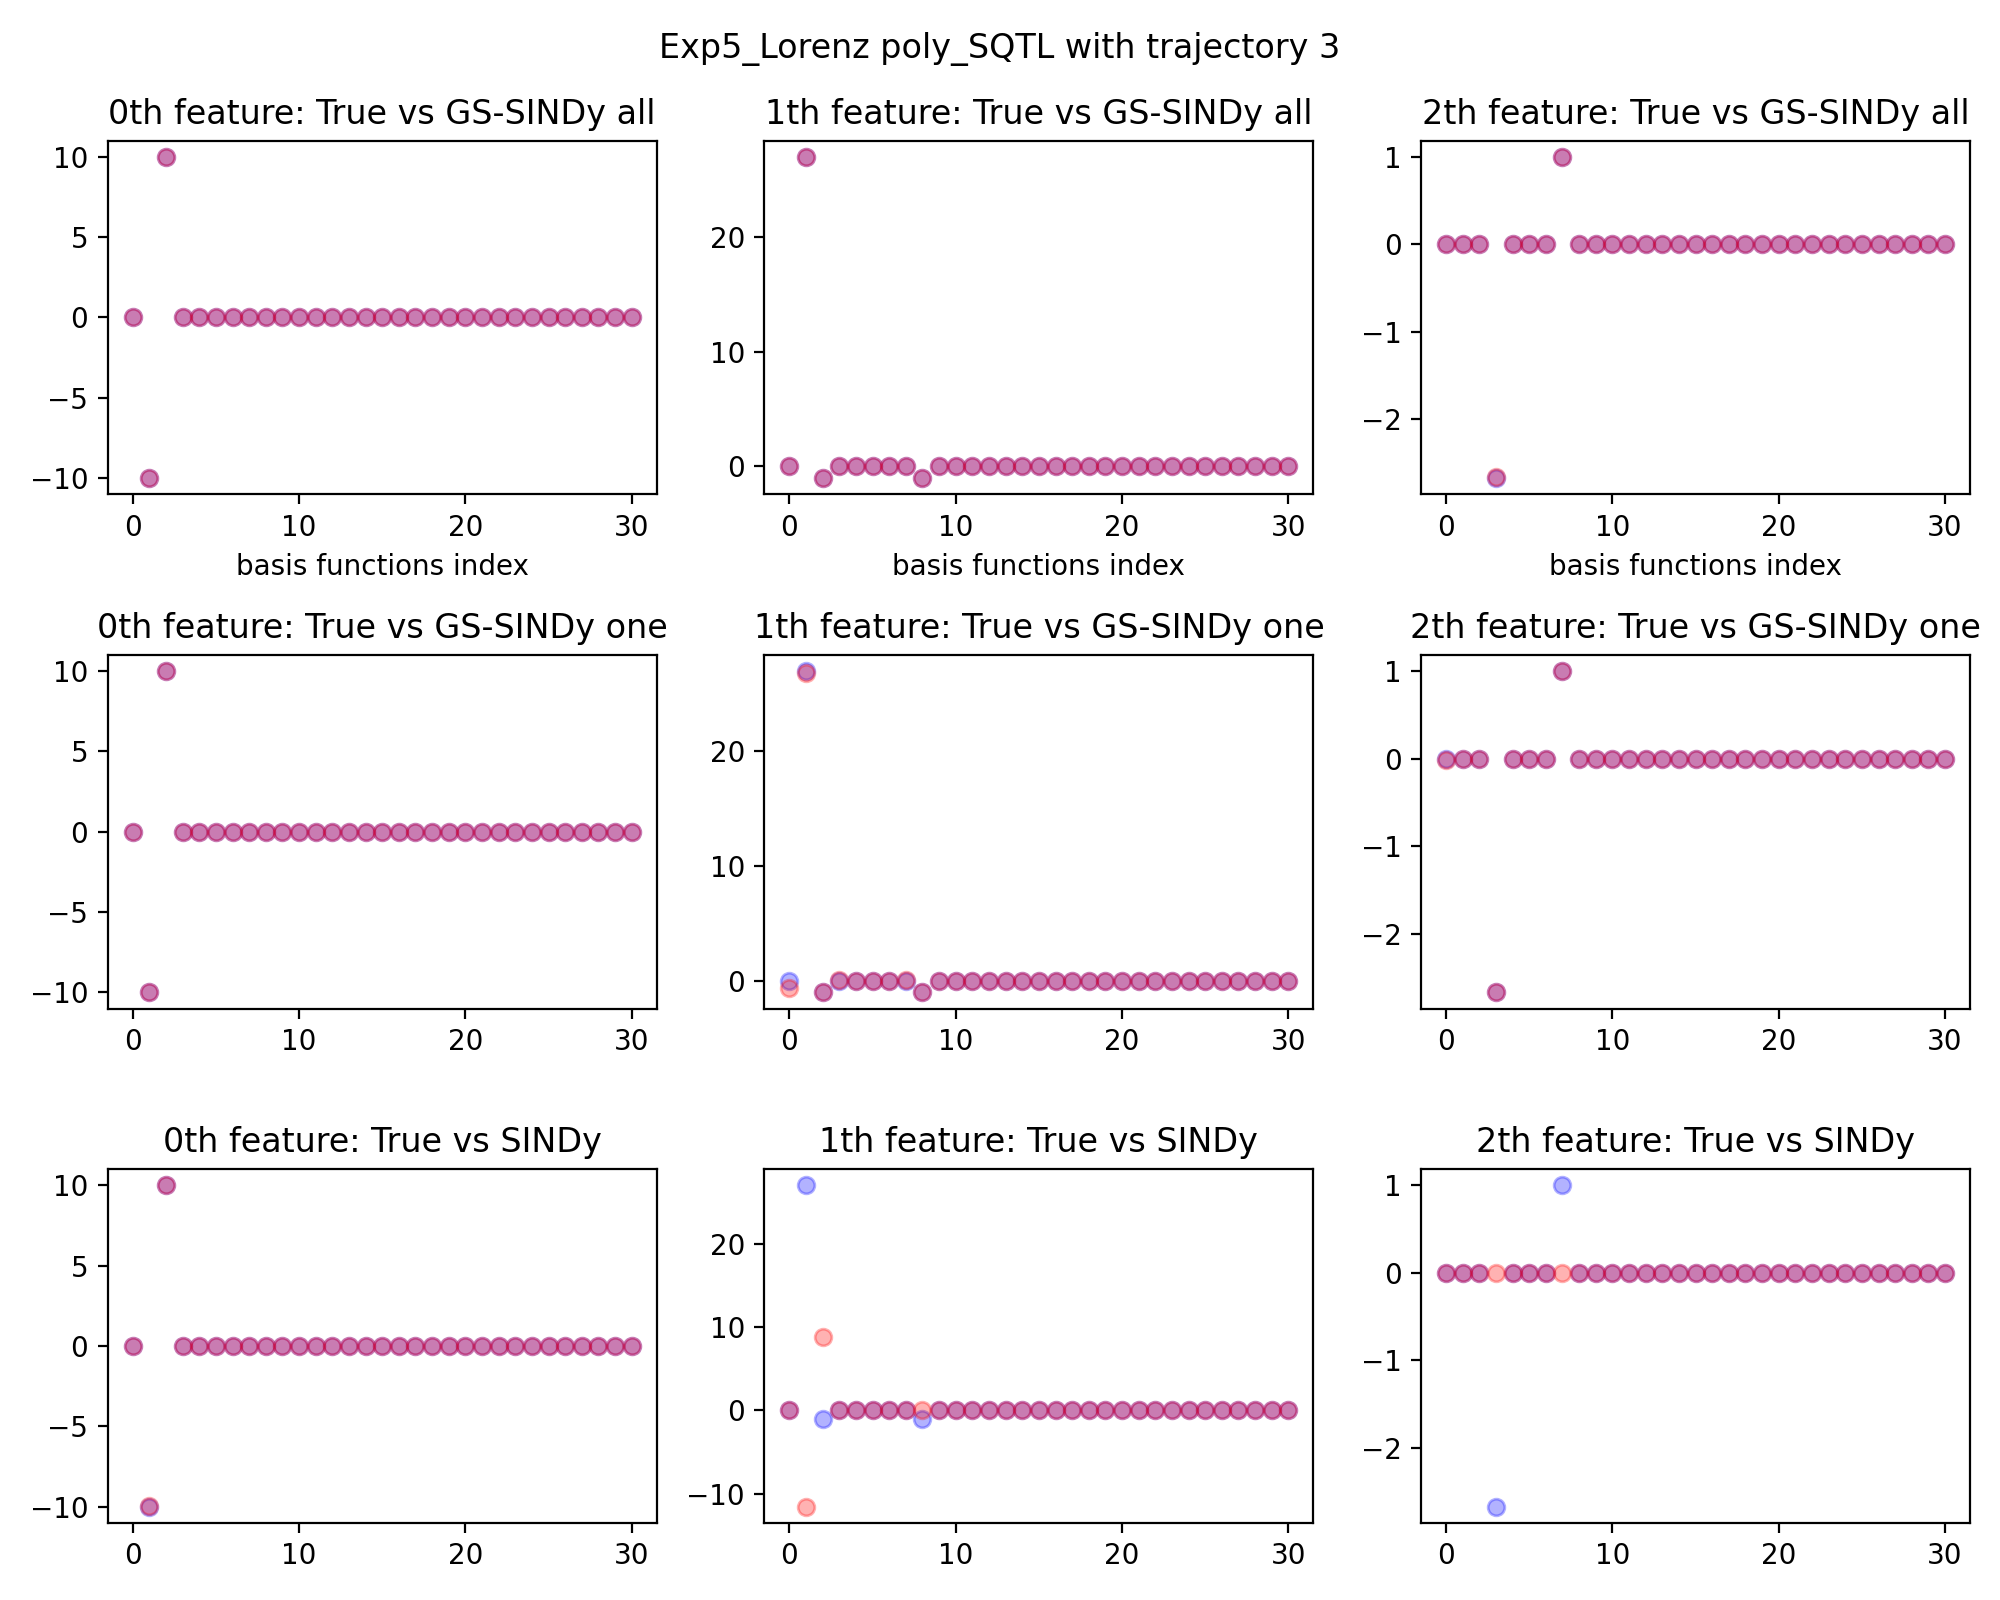 Exp5_Lorenz poly_SQTL with trajectory 3
0th feature: True vs GS-SINDy all
10
5
0
−5
−10
0 10 20 30
basis functions index
1th feature: True vs GS-SINDy all
20
10
0
0 10 20 30
basis functions index
2th feature: True vs GS-SINDy all
1
0
−1
−2
0 10 20 30
basis functions index
0th feature: True vs GS-SINDy one
10
5
0
−5
−10
0 10 20 30
1th feature: True vs GS-SINDy one
20
10
0
0 10 20 30
2th feature: True vs GS-SINDy one
1
0
−1
−2
0 10 20 30
0th feature: True vs SINDy
10
5
0
−5
−10
0 10 20 30
1th feature: True vs SINDy
20
10
0
−10
0 10 20 30
2th feature: True vs SINDy
1
0
−1
−2
0 10 20 30